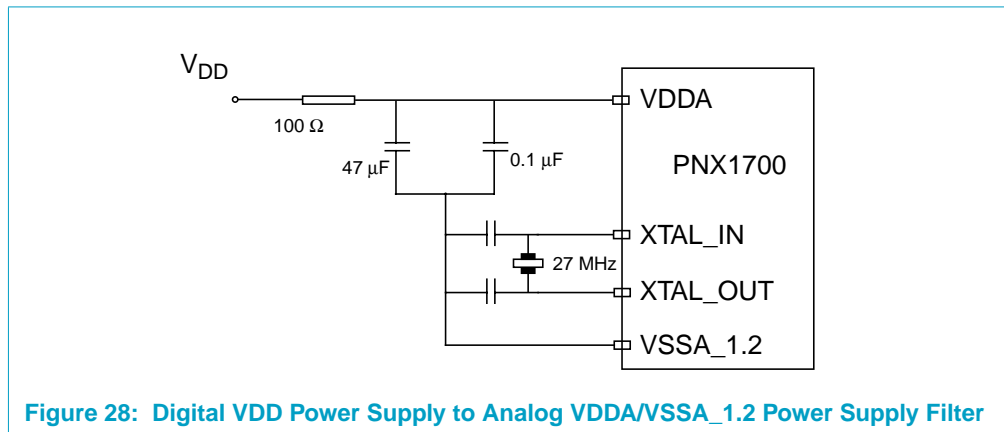 VDD
100 Ω
47 μF
0.1 μF
VDDA
PNX1700
XTAL_IN
27 MHz
XTAL_OUT
VSSA_1.2
Figure 28: Digital VDD Power Supply to Analog VDDA/VSSA_1.2 Power Supply Filter